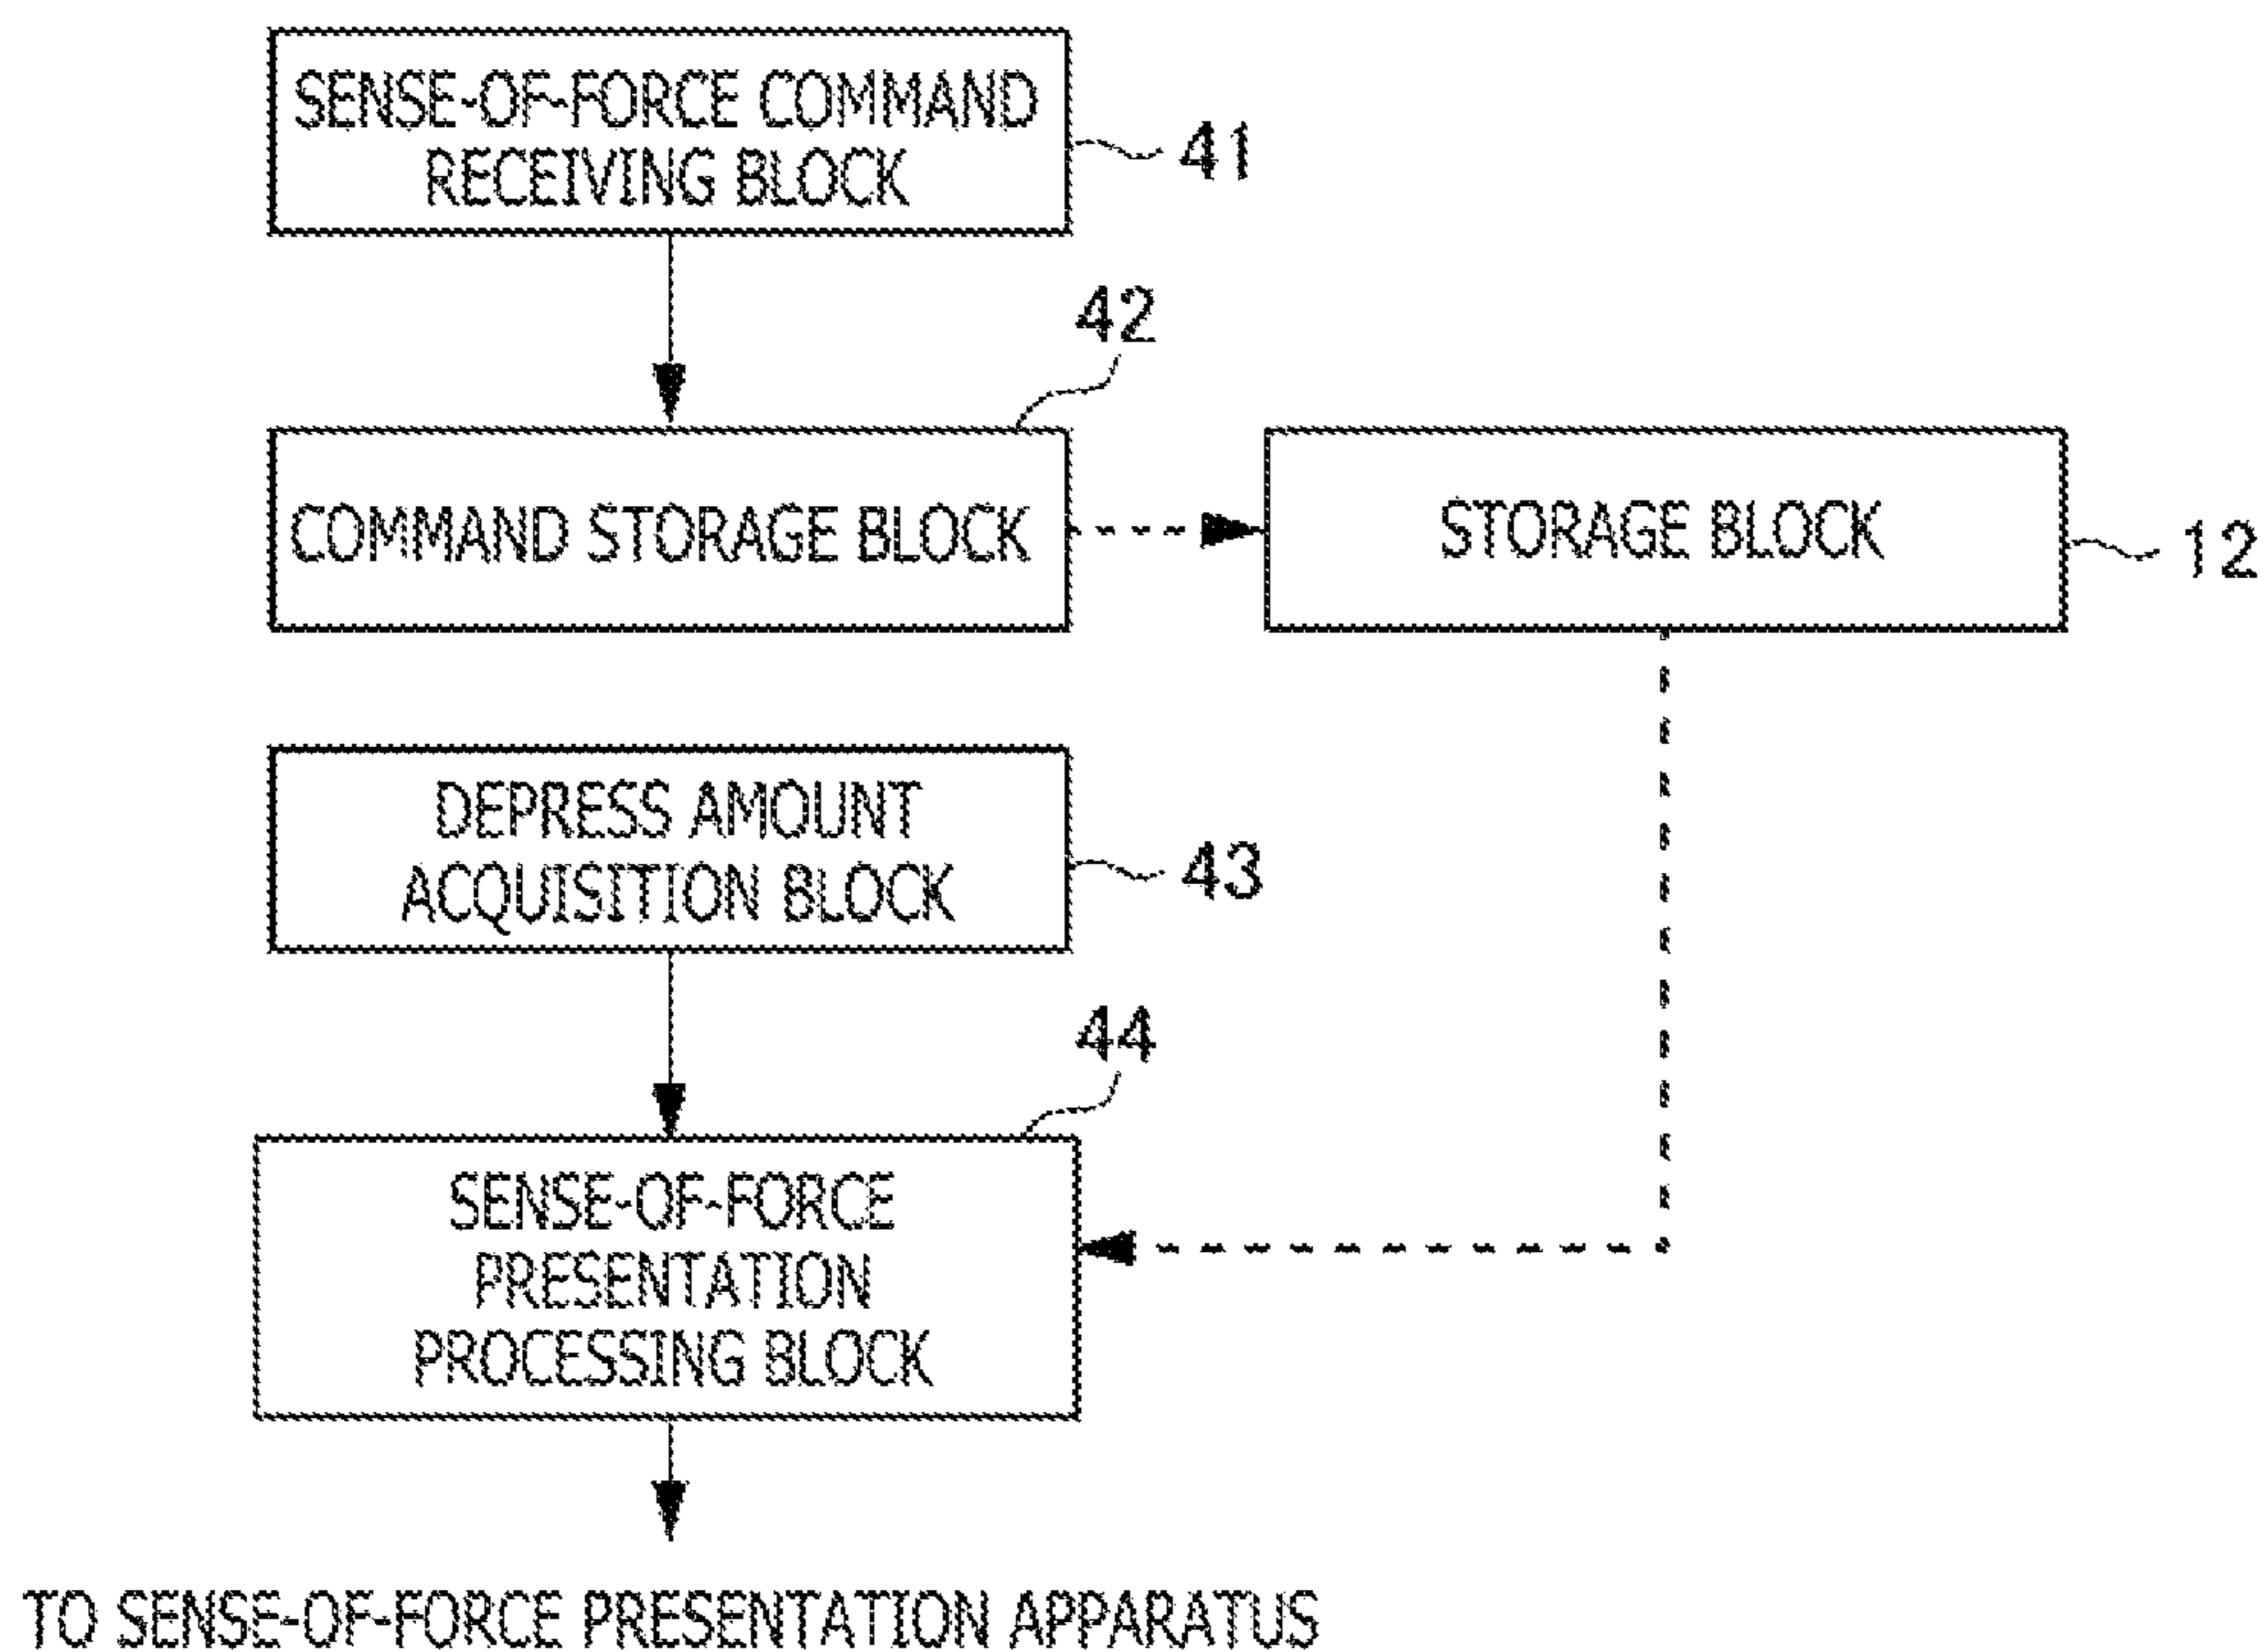 SENSE-OF-FORCE COMMAND
RECEIVING BLOCK
41
42
COMMAND STORAGE BLOCK
STORAGE BLOCK
12
DEPRESS AMOUNT
ACQUISITION BLOCK
43
44
SENSE-OF-FORCE
PRESENTATION
PROCESSING BLOCK
TO SENSE-OF-FORCE PRESENTATION APPARATUS